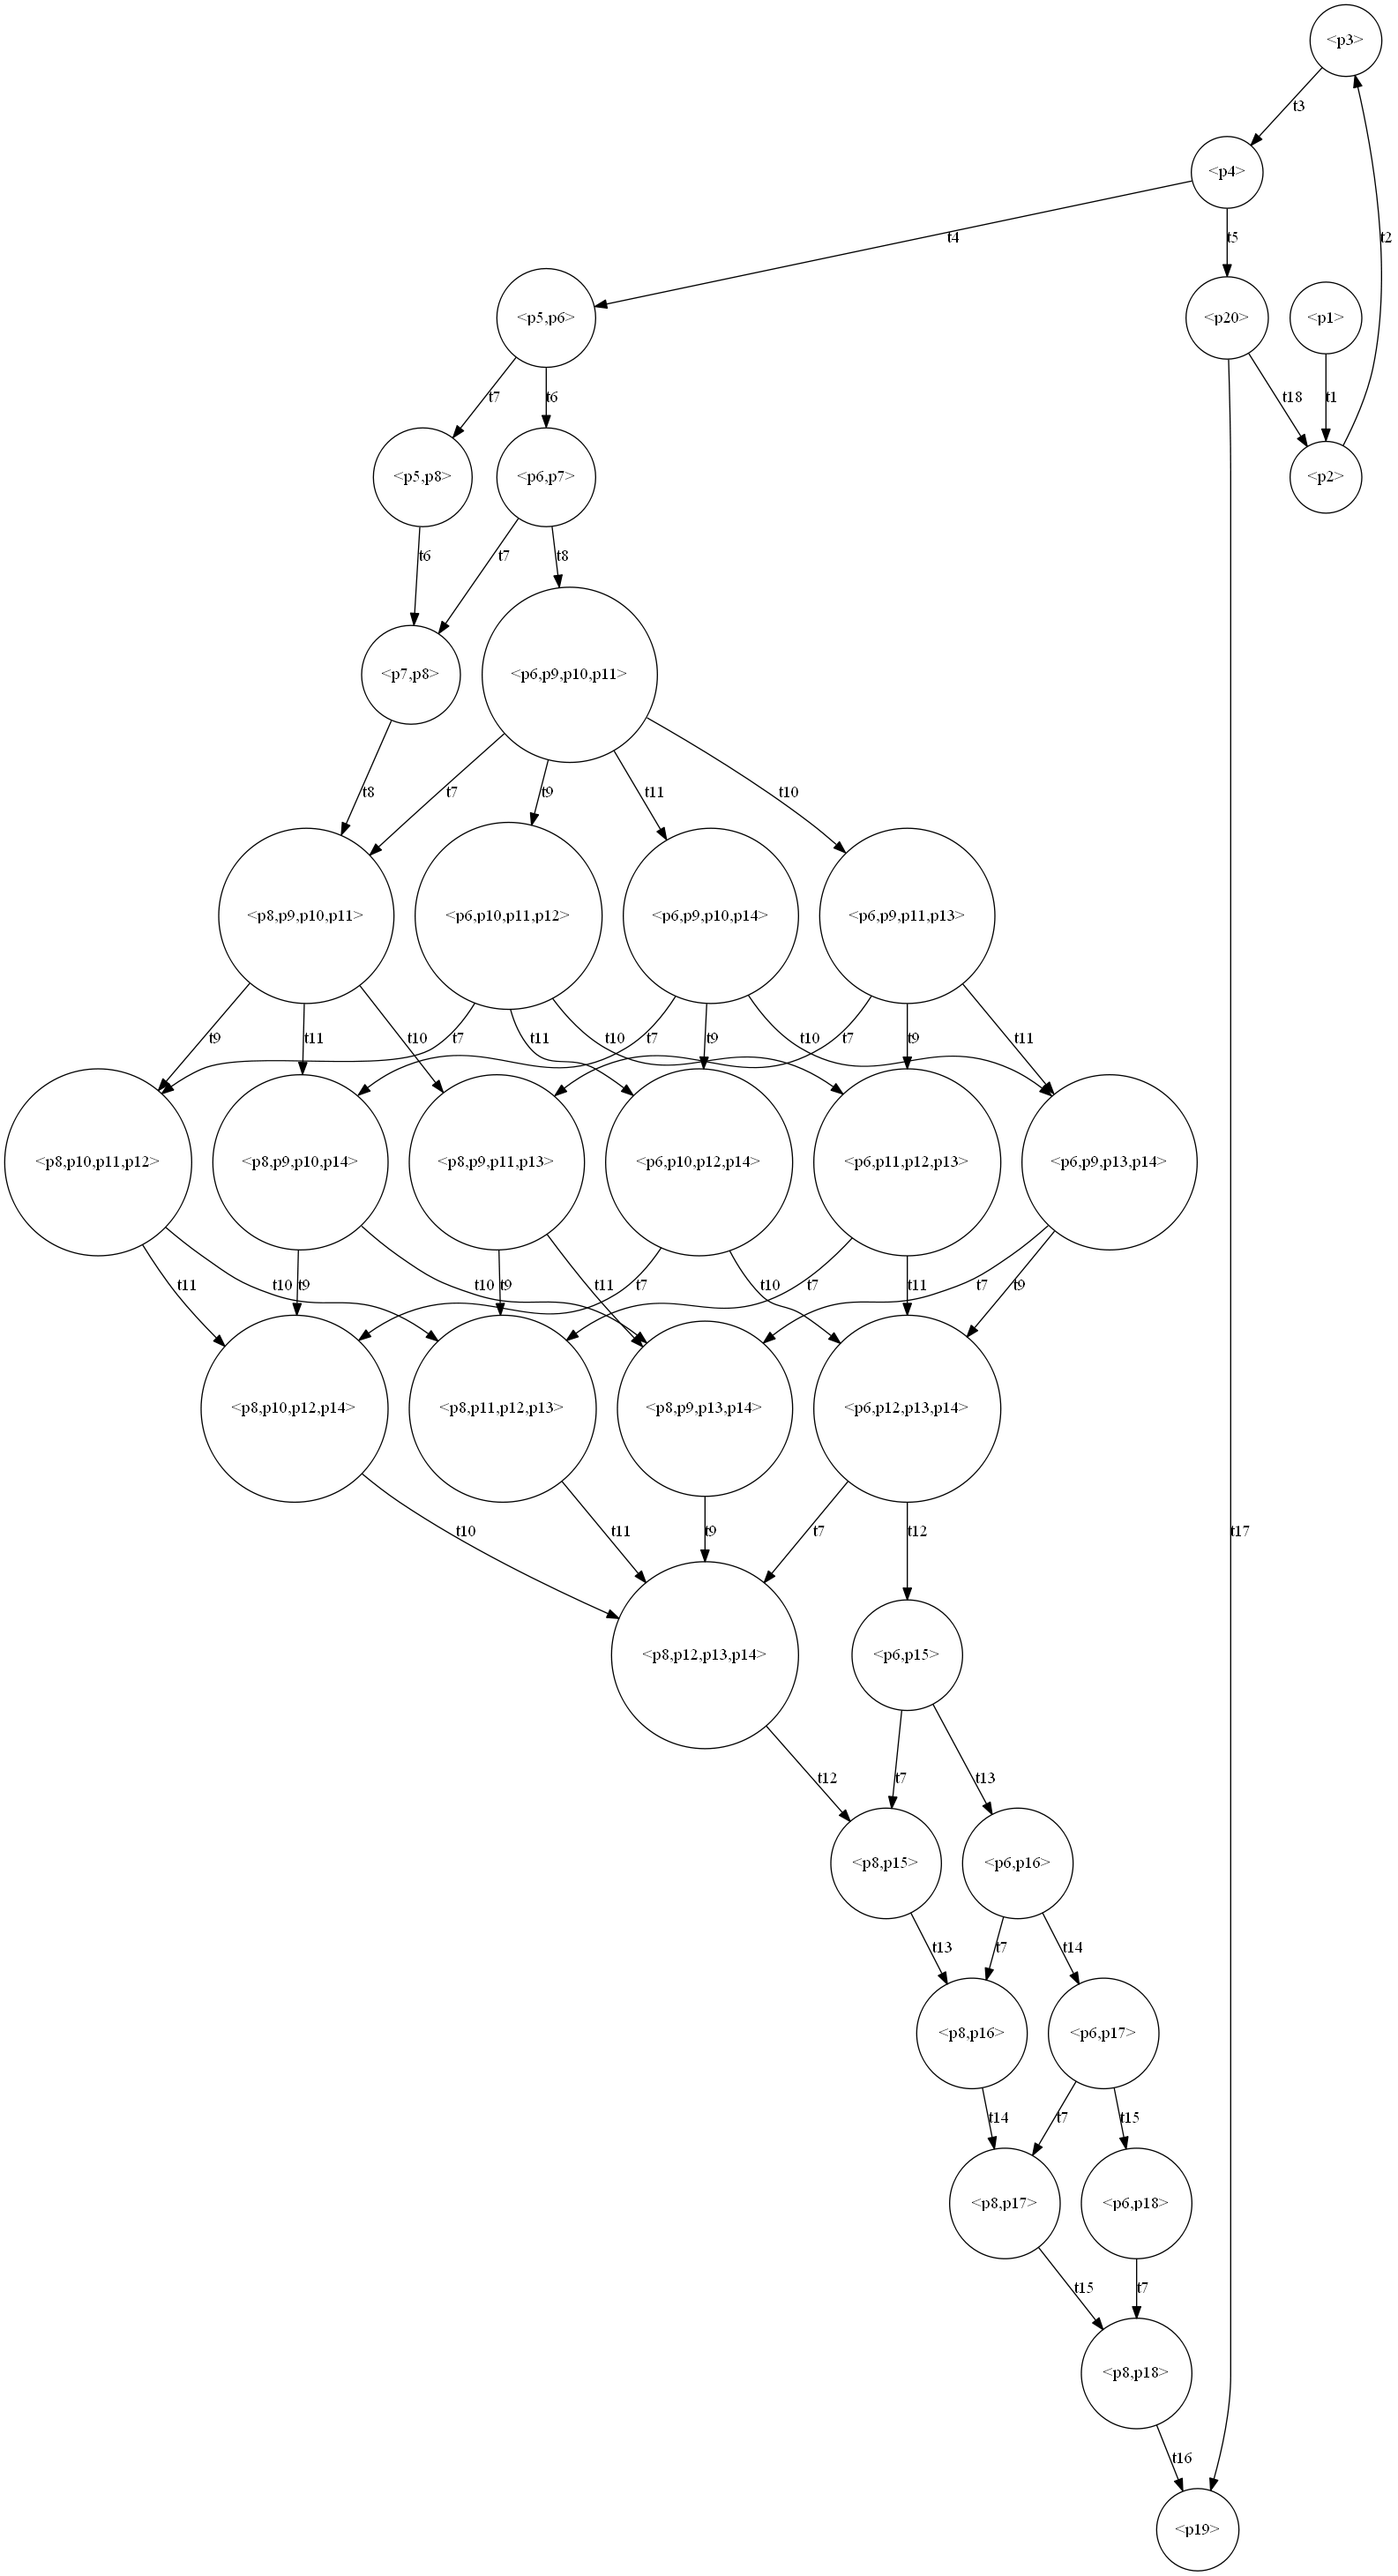 <p3>
t3
<p4>
t4
t5
t2
<p5,p6>
<p20>
<p1>
t7
t6
t18
t1
<p5,p8>
<p6,p7>
<p2>
t6
t7
t8
<p7,p8>
<p6,p9,p10,p11>
t8
t7
t9
t11
t10
<p8,p9,p10,p11>
<p6,p10,p11,p12>
<p6,p9,p10,p14>
<p6,p9,p11,p13>
t9
t11
t10
t7
t11
t10
t7
t9
t10
t7
t9
t11
<p8,p10,p11,p12>
<p8,p9,p10,p14>
<p8,p9,p11,p13>
<p6,p10,p12,p14>
<p6,p11,p12,p13>
<p6,p9,p13,p14>
t11
t10
t9
t10
t9
t11
t7
t10
t7
t11
t7
t9
<p8,p10,p12,p14>
<p8,p11,p12,p13>
<p8,p9,p13,p14>
<p6,p12,p13,p14>
t10
t11
t9
t7
t12
t17
<p8,p12,p13,p14>
<p6,p15>
t12
t7
t13
<p8,p15>
<p6,p16>
t13
t7
t14
<p8,p16>
<p6,p17>
t14
t7
t15
<p8,p17>
<p6,p18>
t15
t7
<p8,p18>
t16
<p19>